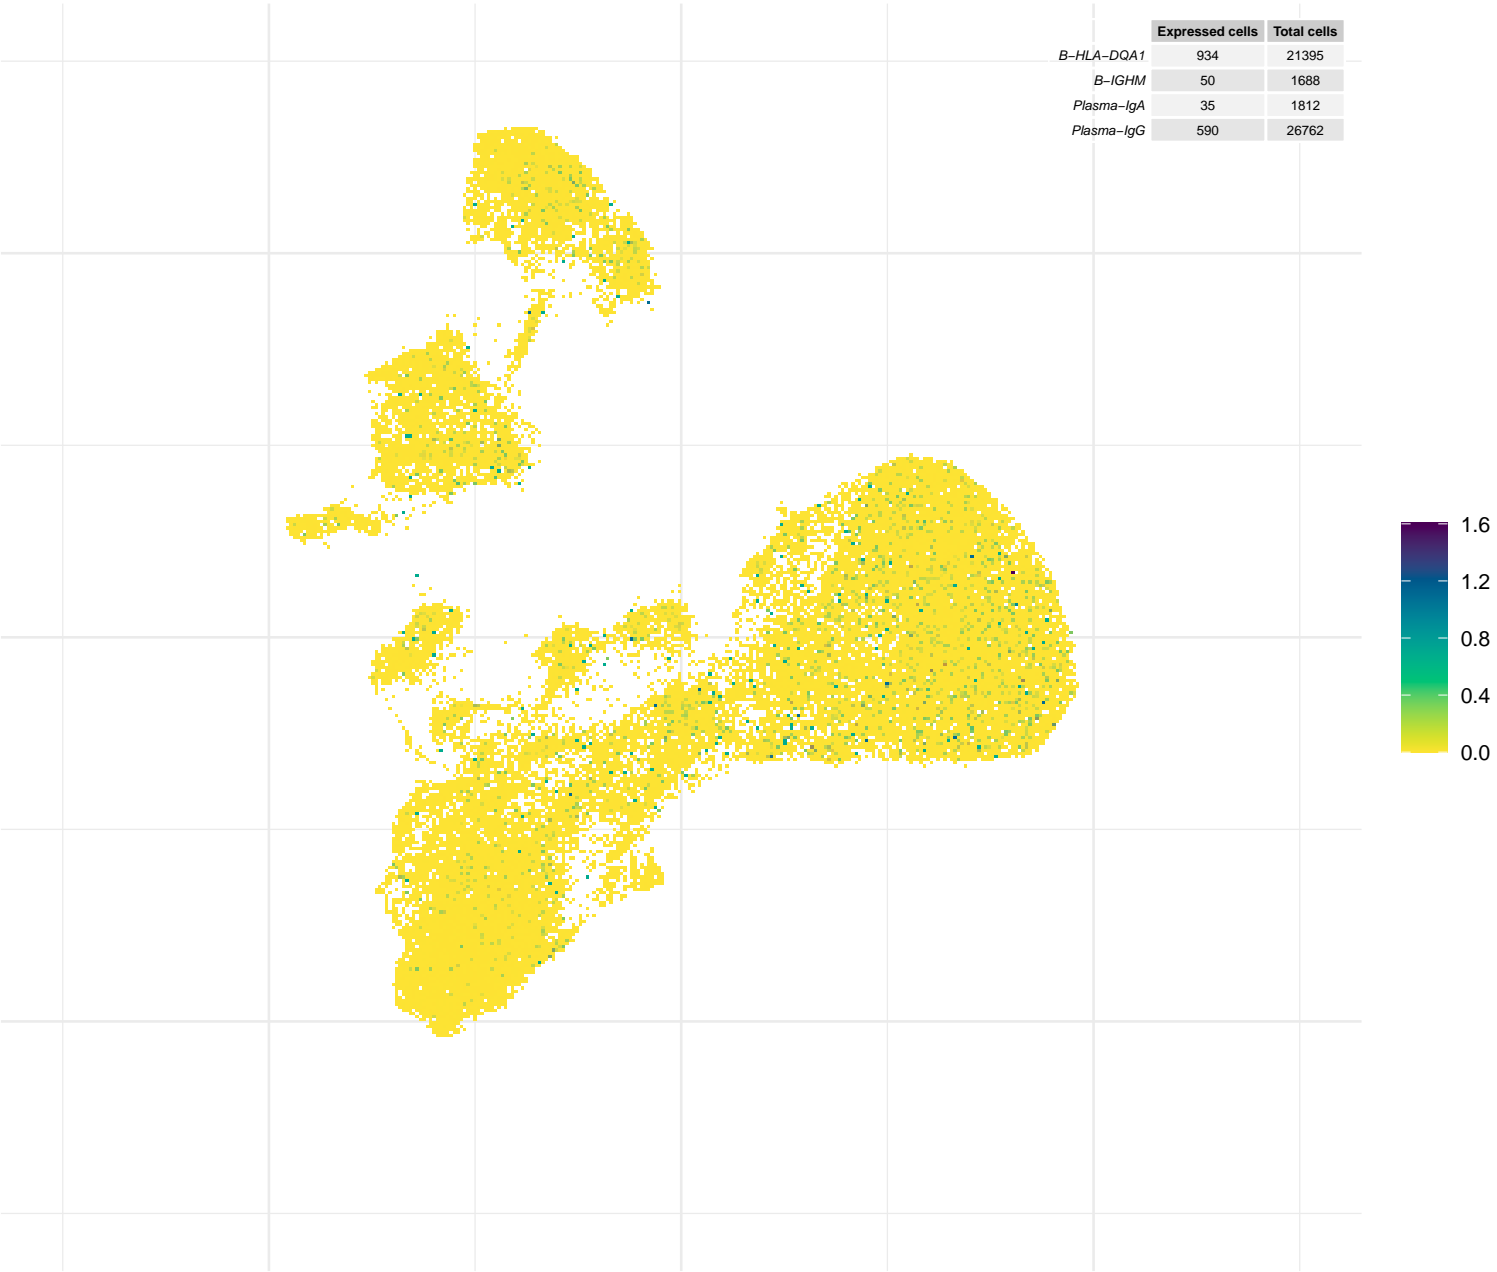 Expressed cells Total cells
B−HLA−DQA1 934 21395
B−IGHM 50 1688
Plasma−IgA 35 1812
Plasma−IgG 590 26762
1.6
1.2
0.8
0.4
0.0